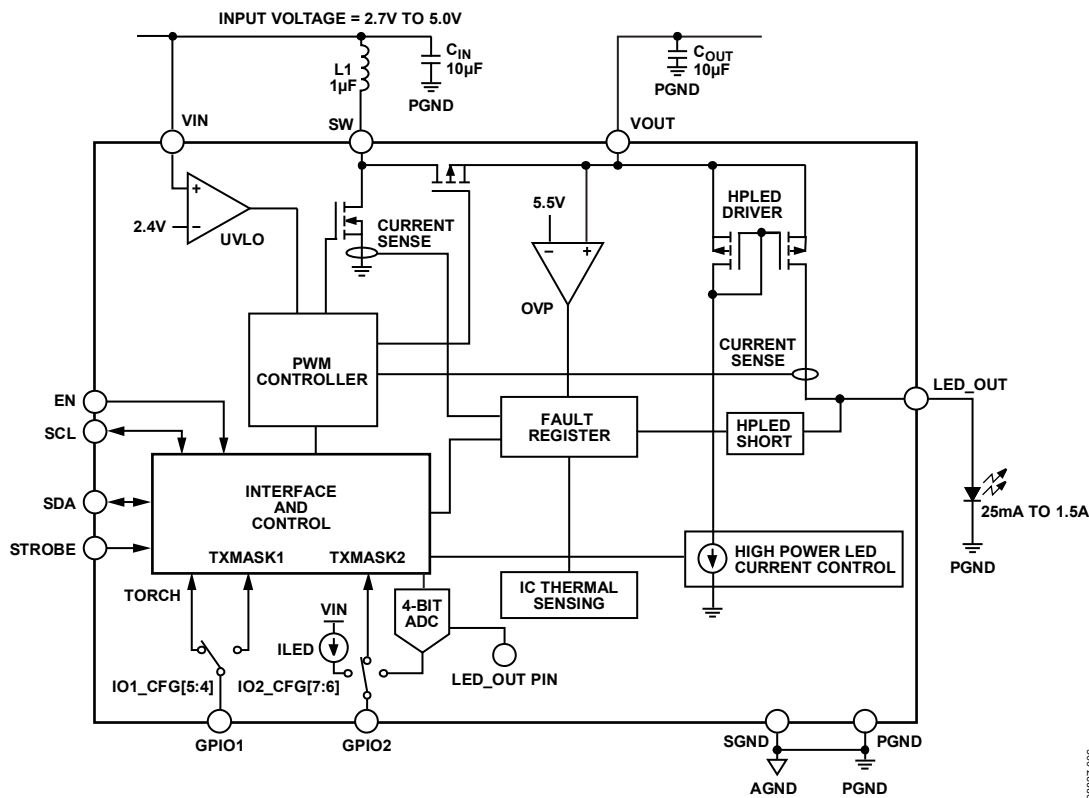 INPUT VOLTAGE = 2.7V TO 5.0V
L1
1µF
CIN
10µF
PGND
COUT
10µF
PGND
VIN
SW
VOUT
2.4V
+
–
UVLO
CURRENT
SENSE
5.5V
–
+
OVP
HPLED
DRIVER
PWM
CONTROLLER
CURRENT
SENSE
LED_OUT
EN
SCL
FAULT
REGISTER
HPLED
SHORT
SDA
STROBE
INTERFACE
AND
CONTROL
TXMASK1
TXMASK2
25mA TO 1.5A
PGND
HIGH POWER LED
CURRENT CONTROL
IC THERMAL
SENSING
TORCH
VIN
ILED
4-BIT
ADC
LED_OUT PIN
IO1_CFG[5:4]
IO2_CFG[7:6]
GPIO1
GPIO2
SGND
PGND
AGND
PGND